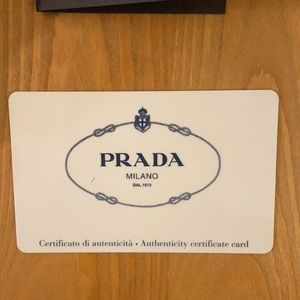 PRADA
MILANO
DAL 1913
Certificato di autenticità • Authenticity certificate card